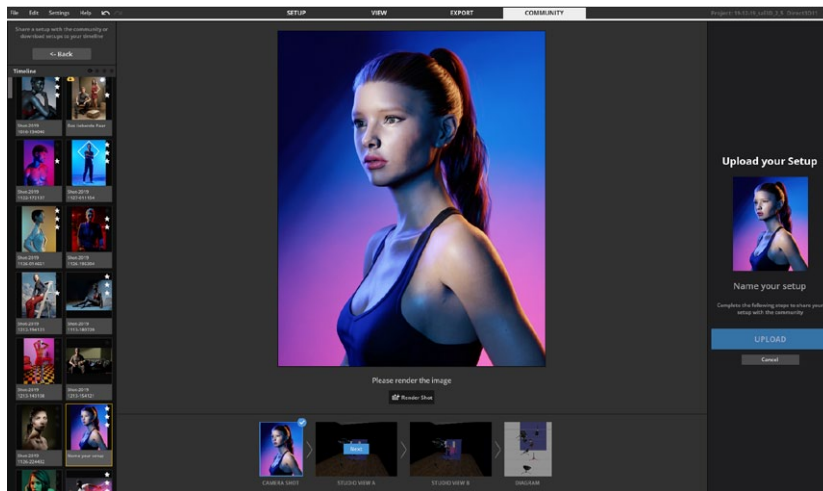 File Edit Settings Help
SETUP VIEW EXPORT COMMUNITY
Share a setup with the community or
download setups to your timeline
<- Back
Timeline
Shot-2019
Shot-2019
1103-173131
Shot-2019
Shot-2019
Shot-2019
Shot-2019
Shot-2019
Shot-2019
Shot-2019
1213-154121
Shot-2019
Name your setup
Please render the image
Render Shot
CAMERA SHOT
Next
STUDIO VIEW A
STUDIO VIEW B
DIAGRAM
Upload your Setup
Name your setup
Complete the following steps to share your
setup with the community
UPLOAD
Cancel